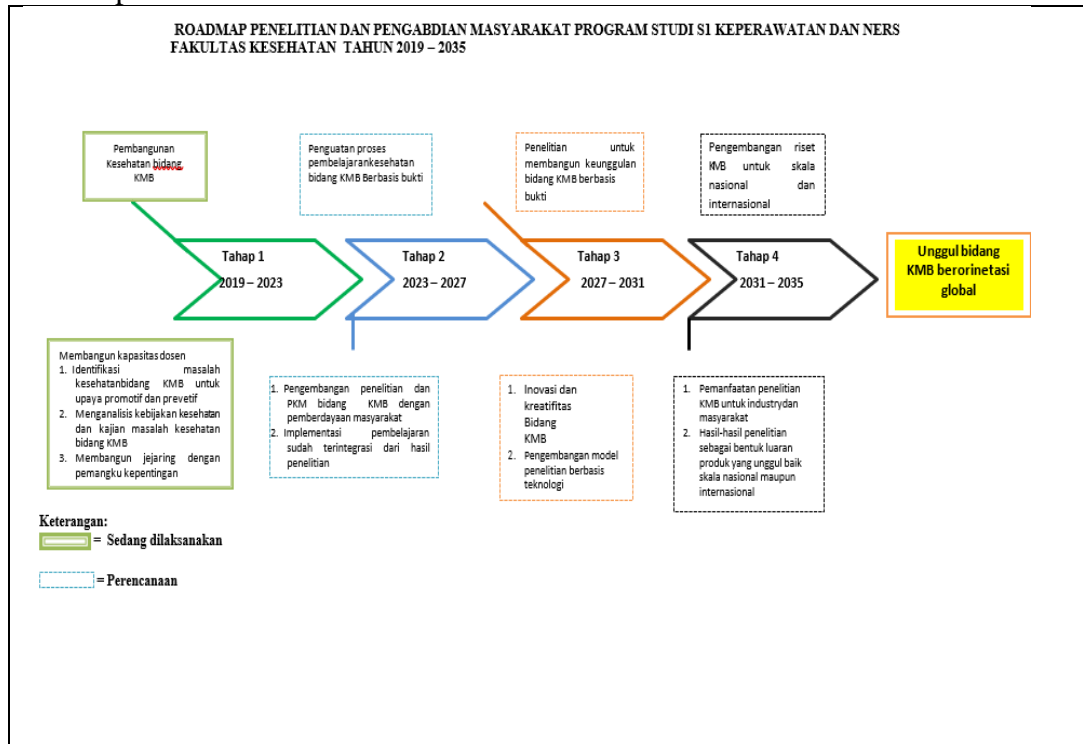 ROADMAP PENELITIAN DAN PENGABDIAN MASYARAKAT PROGRAM STUDI S1 KEPERAWATAN DAN NERS
FAKULTAS KESEHATAN TAHUN 2019 – 2035
Pembangunan
Kesehatan bidang
KMB
Penguatan proses
pembelajarankesehatan
bidang KMB Berbasis bukti
Penelitian untuk
membangun keunggulan
bidang KMB berbasis
bukti
Pengembangan riset
KMB untuk skala
nasional dan
internasional
Tahap 1
2019 – 2023
Tahap 2
2023 – 2027
Tahap 3
2027 – 2031
Tahap 4
2031 – 2035
Unggul bidang
KMB berorinetasi
global
Membangun kapasitas dosen
1. Identifikasi masalah
kesehatanbidang KMB untuk
upaya promotif dan prevetif
2. Menganalisis kebijakan kesehatan
dan kajian masalah kesehatan
bidang KMB
3. Membangun jejaring dengan
pemangku kepentingan
1. Pengembangan penelitian dan
PKM bidang KMB dengan
pemberdayaan masyarakat
2. Implementasi pembelajaran
sudah terintegrasi dari hasil
penelitian
1. Inovasi dan
kreatifitas
Bidang
KMB
2. Pengembangan model
penelitian berbasis
teknologi
1. Pemanfaatan penelitian
KMB untuk industrydan
masyarakat
2. Hasil-hasil penelitian
sebagai bentuk luaran
produk yang unggul baik
skala nasional maupun
internasional
Keterangan:
= Sedang dilaksanakan
= Perencanaan